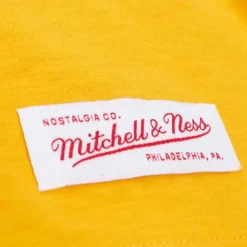 NOSTALGIA CO.
Mitchell & Ness
PHILADELPHIA, PA.